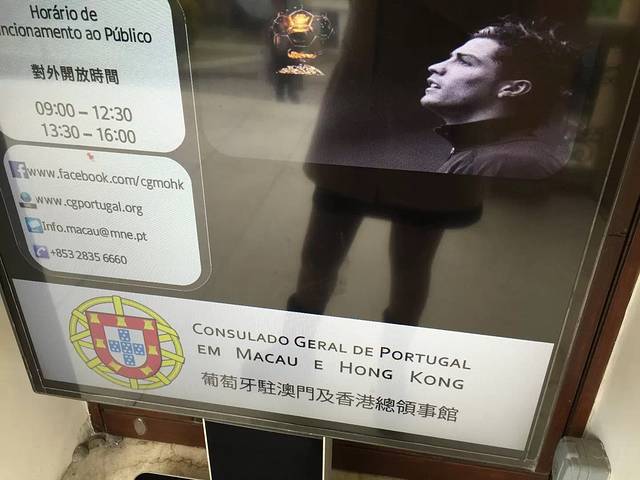 Horário de
ncionamento ao Público
對外開放時間
09:00 – 12:30
13:30 – 16:00
www.facebook.com/cgmohk
www.cgportugal.org
Info.macau@mne.pt
+853 2835 6660
CONSULADO GERAL DE PORTUGAL
EM MACAU E HONG KONG
葡萄牙駐澳門及香港總領事館